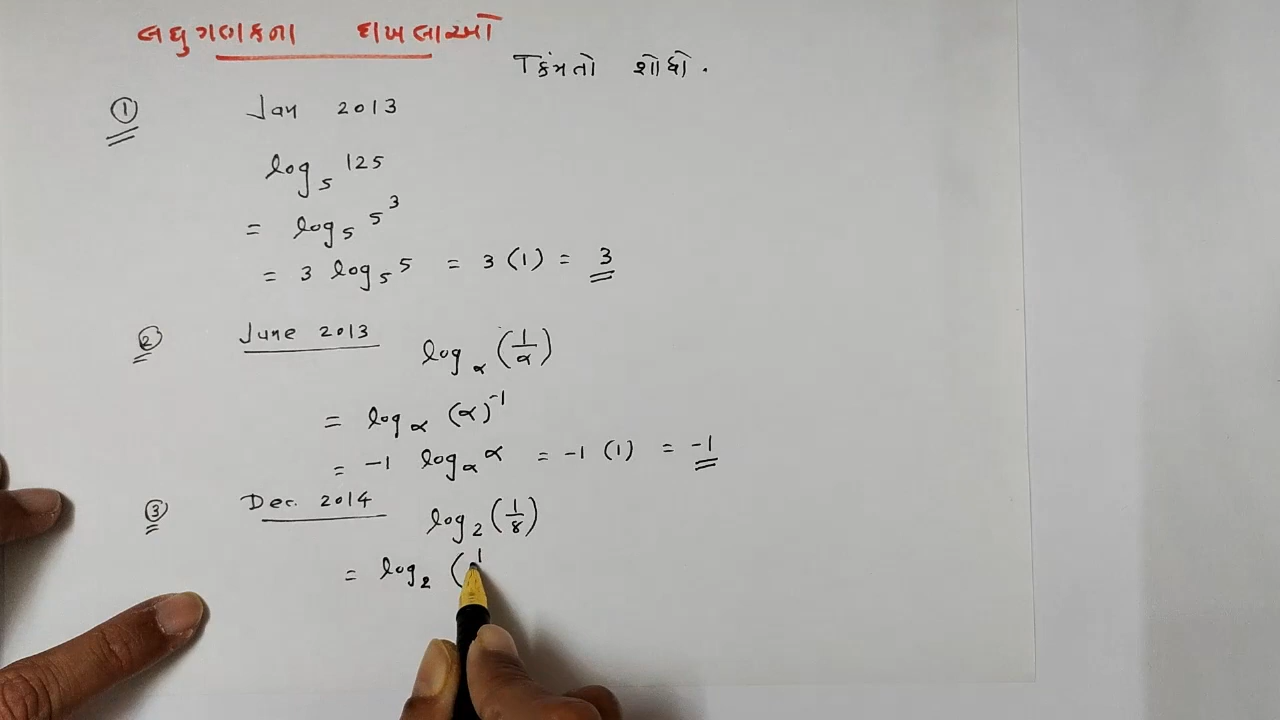 લઘુગણકના દાખલાઓ
કિંમતો શોધો.
① Jan 2013
log₅ 125
= log₅ 5³
= 3 log₅ 5 = 3 (1) = 3
② June 2013 log_α (1/α)
= log_α (α)⁻¹
= -1 log_α α = -1 (1) = -1
③ Dec. 2014 log₂ (1/8)
= log₂ (1